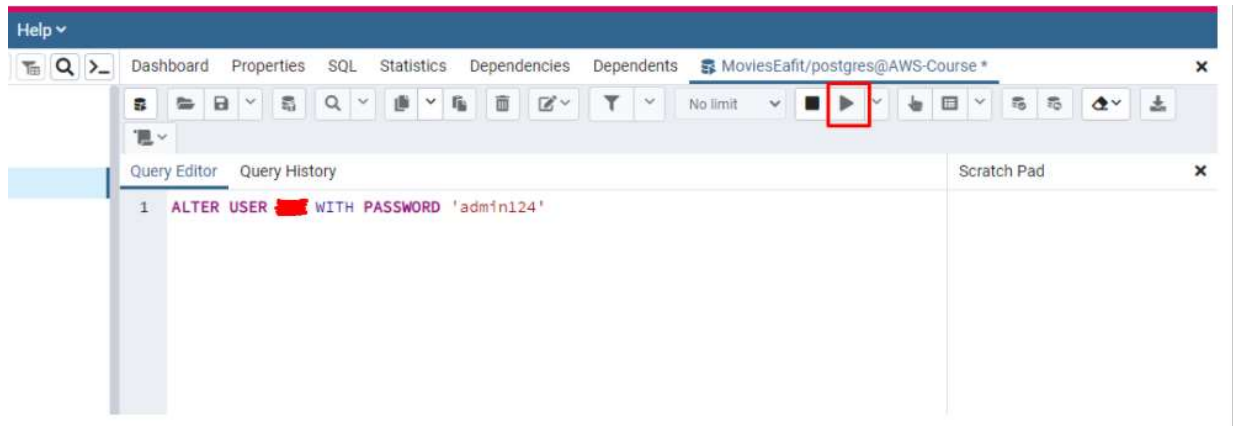 Help
Dashboard Properties SQL Statistics Dependencies Dependents MoviesEafit/postgres@AWS-Course *
No limit
Query Editor Query History Scratch Pad
1 ALTER USER WITH PASSWORD 'admin124'